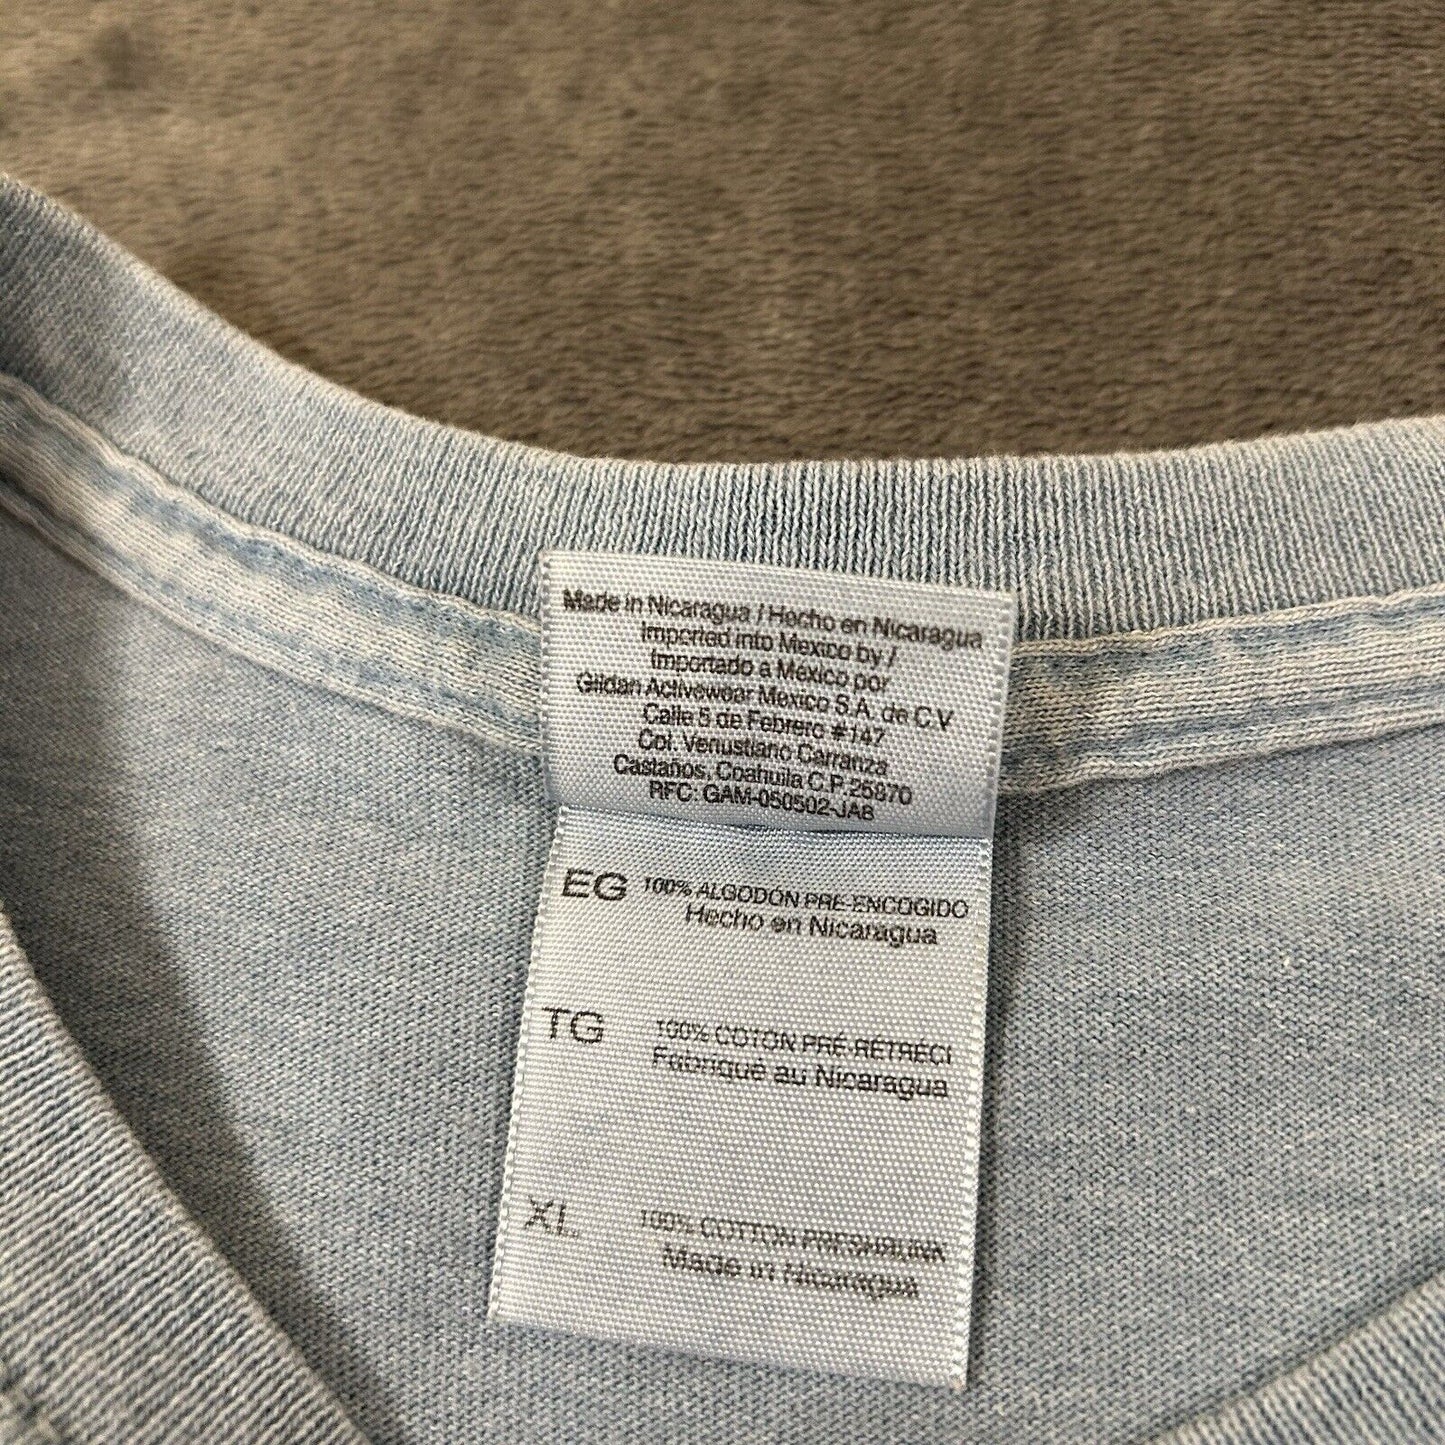 Made in Nicaragua / Hecho en Nicaragua
Imported into Mexico by /
Importado a México por
Gildan Activewear México S.A. de C.V
Calle 5 de Febrero #147
Col. Venustiano Carranza
Castaños, Coahuila C.P. 25870
RFC: GAM-050502-JA8
EG 100% ALGODÓN PRE-ENCOGIDO
Hecho en Nicaragua
TG 100% COTON PRÉ-RÉTRÉCI
Fabriqué au Nicaragua
XL 100% COTTON PRESHRUNK
Made in Nicaragua